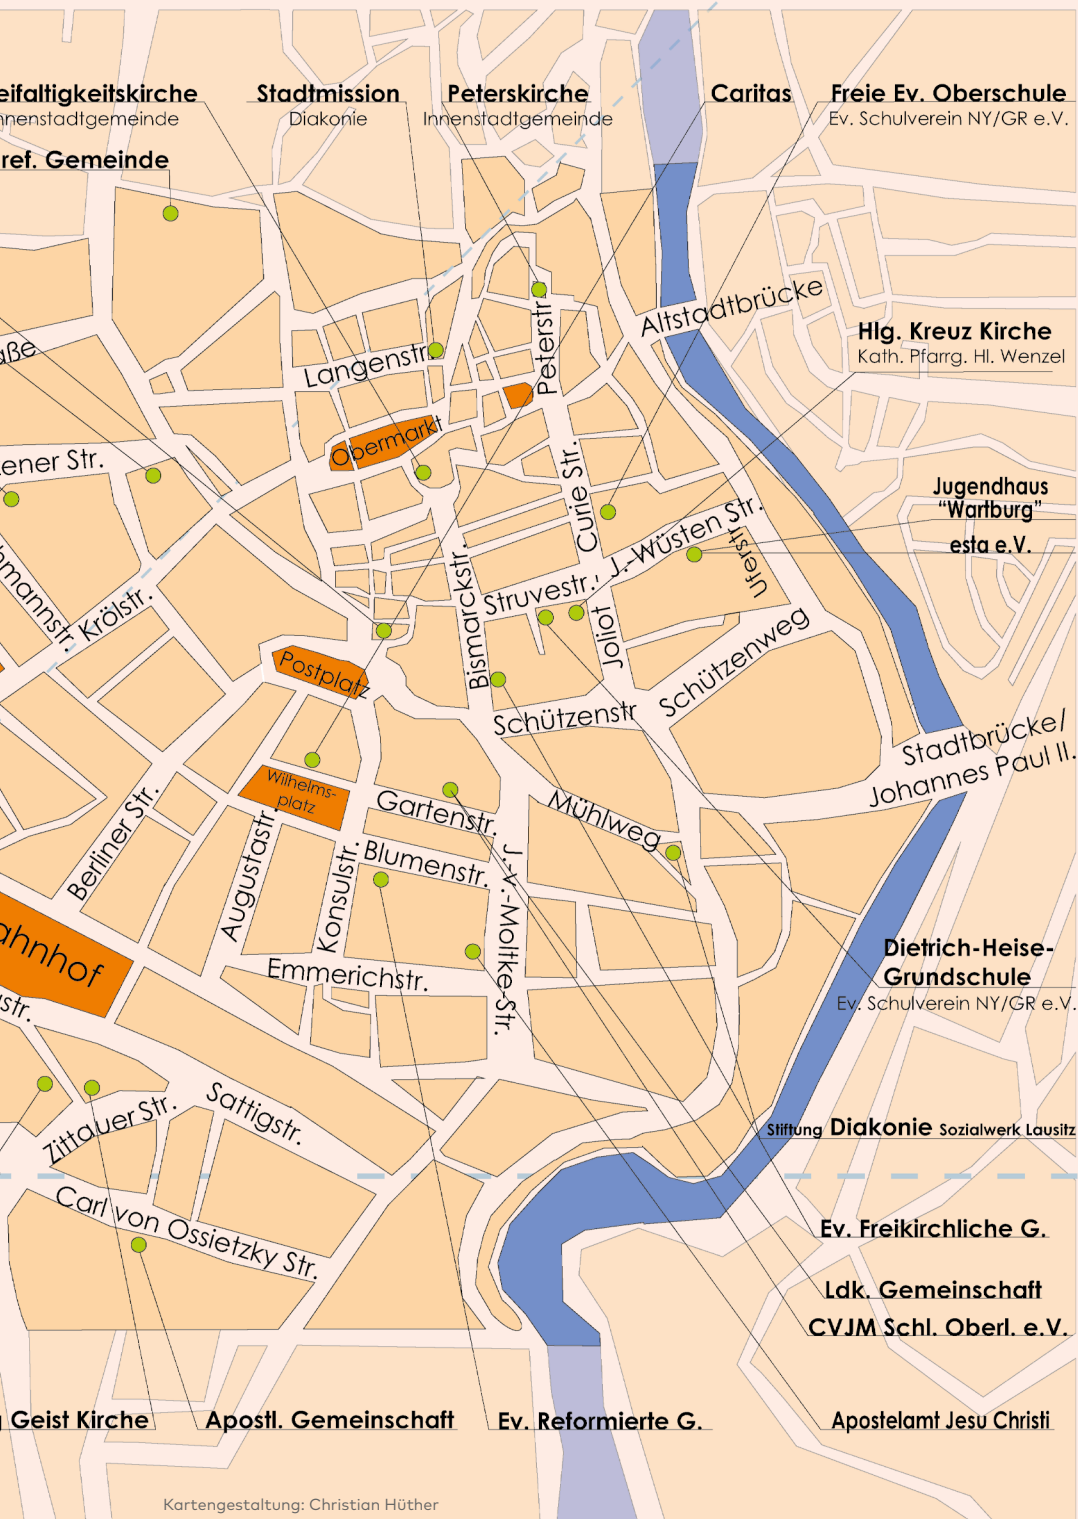 eifaltigkeitskirche
nnenstadtgemeinde
Stadtmission
Diakonie
Peterskirche
Innenstadtgemeinde
Caritas
Freie Ev. Oberschule
Ev. Schulverein NY/GR e.V.
ref. Gemeinde
Altstadtbrücke
Hlg. Kreuz Kirche
Kath. Pfarrg. Hl. Wenzel
aße
Langenstr.
Peterstr.
Obermarkt
ener Str.
Curie Str.
Jugendhaus
“Wartburg”
esta e.V.
J.-Wüsten Str.
Uferstr.
hmannstr.
Krölstr.
Bismarckstr.
Struvestr.
Joliot
Schützenweg
Postplatz
Schützenstr
Stadtbrücke/
Johannes Paul II.
Wilhelms-
platz
Gartenstr.
Mühlweg
Berliner Str.
Augustastr.
Konsulstr.
Blumenstr.
J.-v.-Moltke-Str.
ahnhof
Emmerichstr.
Dietrich-Heise-
Grundschule
Ev. Schulverein NY/GR e.V.
str.
Zittauer Str.
Sattigstr.
Stiftung Diakonie Sozialwerk Lausitz
Carl von Ossietzky Str.
Ev. Freikirchliche G.
Ldk. Gemeinschaft
CVJM Schl. Oberl. e.V.
Geist Kirche
Apostl. Gemeinschaft
Ev. Reformierte G.
Apostelamt Jesu Christi
Kartengestaltung: Christian Hüther